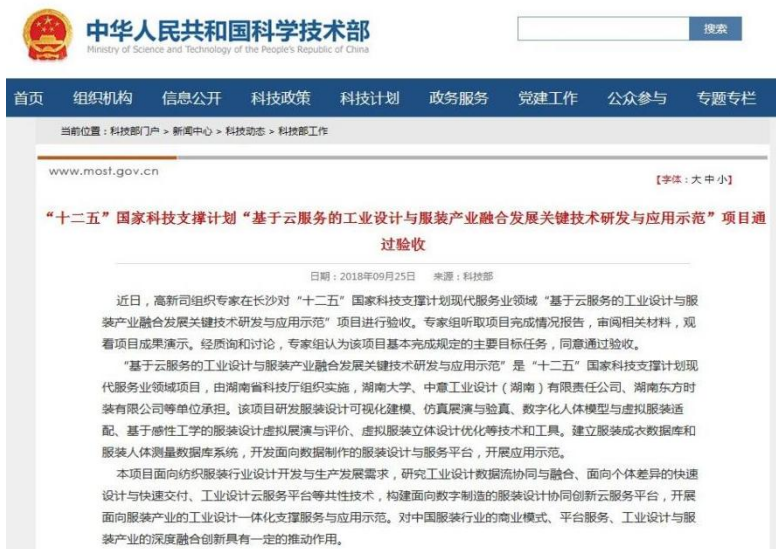 中华人民共和国科学技术部
Ministry of Science and Technology of the People's Republic of China
搜索
首页 组织机构 信息公开 科技政策 科技计划 政务服务 党建工作 公众参与 专题专栏
当前位置：科技部门户 > 新闻中心 > 科技动态 > 科技部工作
www.most.gov.cn
【字体：大 中 小】
“十二五”国家科技支撑计划“基于云服务的工业设计与服装产业融合发展关键技术研发与应用示范”项目通
过验收
日期：2018年09月25日 来源：科技部
近日，高新司组织专家在长沙对“十二五”国家科技支撑计划现代服务业领域“基于云服务的工业设计与服
装产业融合发展关键技术研发与应用示范”项目进行验收。专家组听取项目完成情况报告，审阅相关材料，观
看项目成果演示。经质询和讨论，专家组认为该项目基本完成规定的主要目标任务，同意通过验收。
“基于云服务的工业设计与服装产业融合发展关键技术研发与应用示范”是“十二五”国家科技支撑计划现
代服务业领域项目，由湖南省科技厅组织实施，湖南大学、中意工业设计（湖南）有限责任公司、湖南东方时
装有限公司等单位承担。该项目研发服装设计可视化建模、仿真展演与验真、数字化人体模型与虚拟服装适
配、基于感性工学的服装设计虚拟展演与评价、虚拟服装立体设计优化等技术和工具。建立服装成衣数据库和
服装人体测量数据库系统，开发面向数据制作的服装设计与服务平台，开展应用示范。
本项目面向纺织服装行业设计开发与生产发展需求，研究工业设计数据流协同与融合、面向个体差异的快速
设计与快速交付、工业设计云服务平台等共性技术，构建面向数字制造的服装设计协同创新云服务平台，开展
面向服装产业的工业设计一体化支撑服务与应用示范。对中国服装行业的商业模式、平台服务、工业设计与服
装产业的深度融合创新具有一定的推动作用。